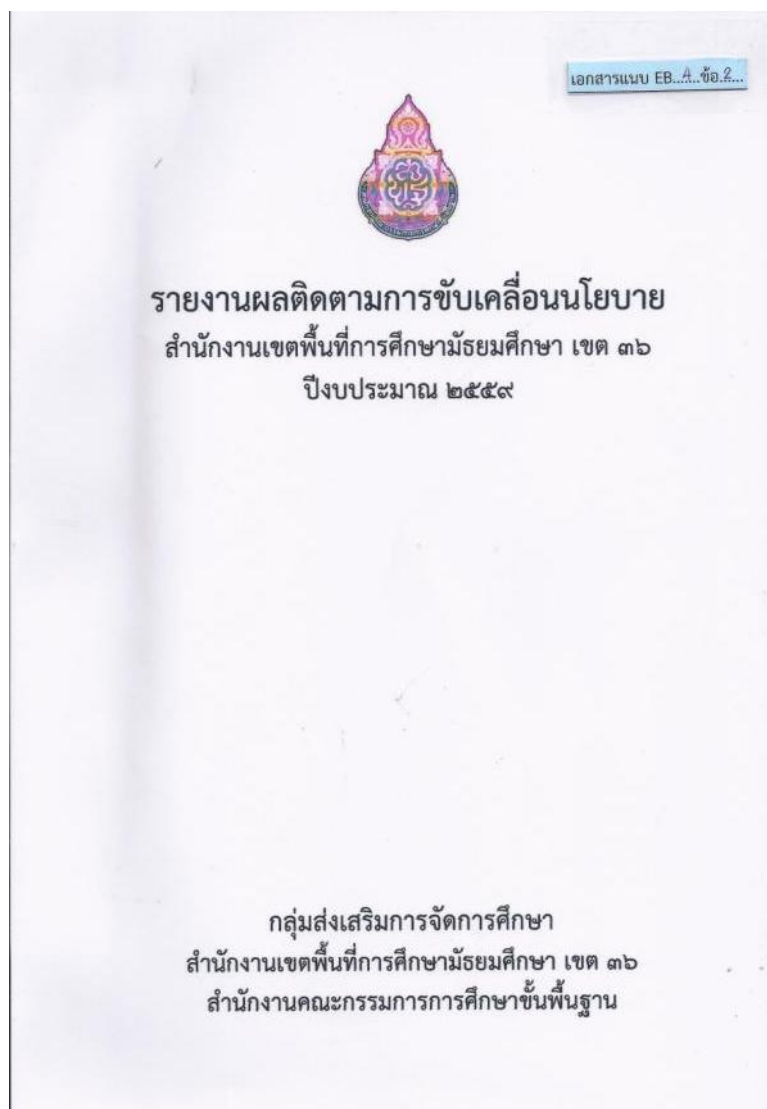 เอกสารแนบ EB...4...ข้อ.2...
รายงานผลติดตามการขับเคลื่อนนโยบาย
สำนักงานเขตพื้นที่การศึกษามัธยมศึกษา เขต ๓๖
ปีงบประมาณ ๒๕๕๙
กลุ่มส่งเสริมการจัดการศึกษา
สำนักงานเขตพื้นที่การศึกษามัธยมศึกษา เขต ๓๖
สำนักงานคณะกรรมการการศึกษาขั้นพื้นฐาน